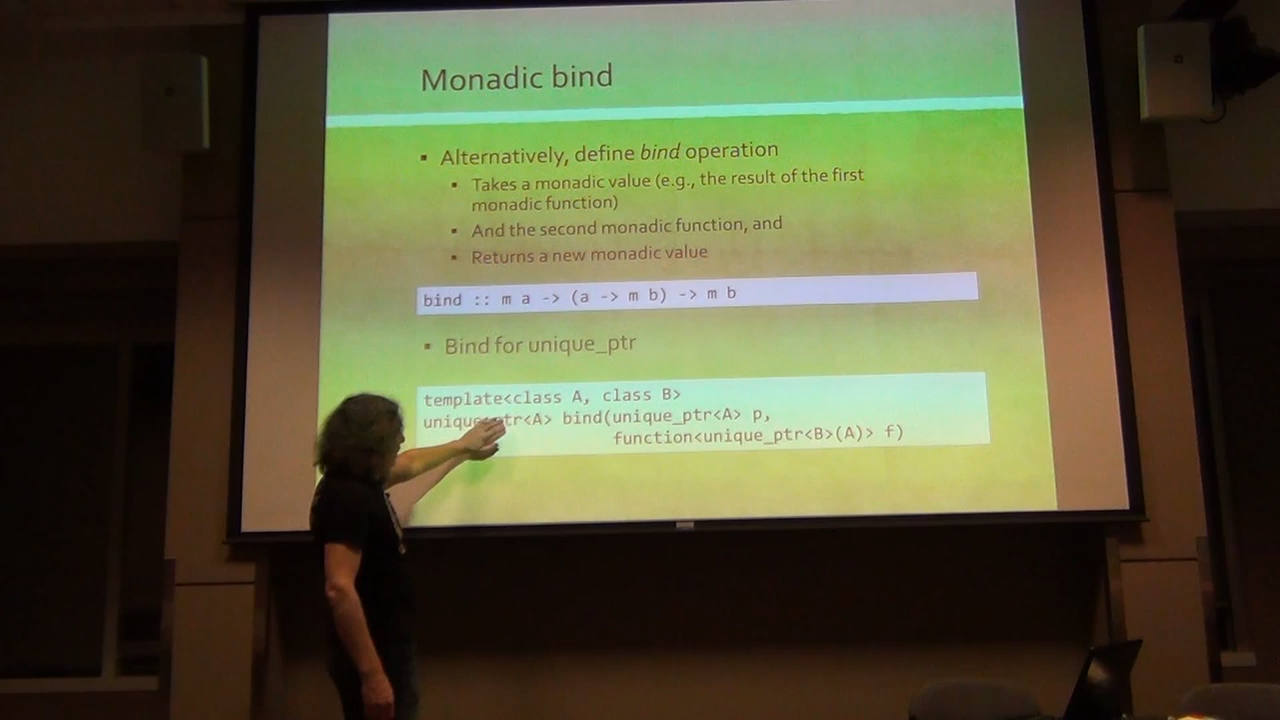 Monadic bind
▪ Alternatively, define bind operation
▪ Takes a monadic value (e.g., the result of the first
monadic function)
▪ And the second monadic function, and
▪ Returns a new monadic value
bind :: m a -> (a -> m b) -> m b
▪ Bind for unique_ptr
template<class A, class B>
unique_ptr<A> bind(unique_ptr<A> p,
function<unique_ptr<B>(A)> f)